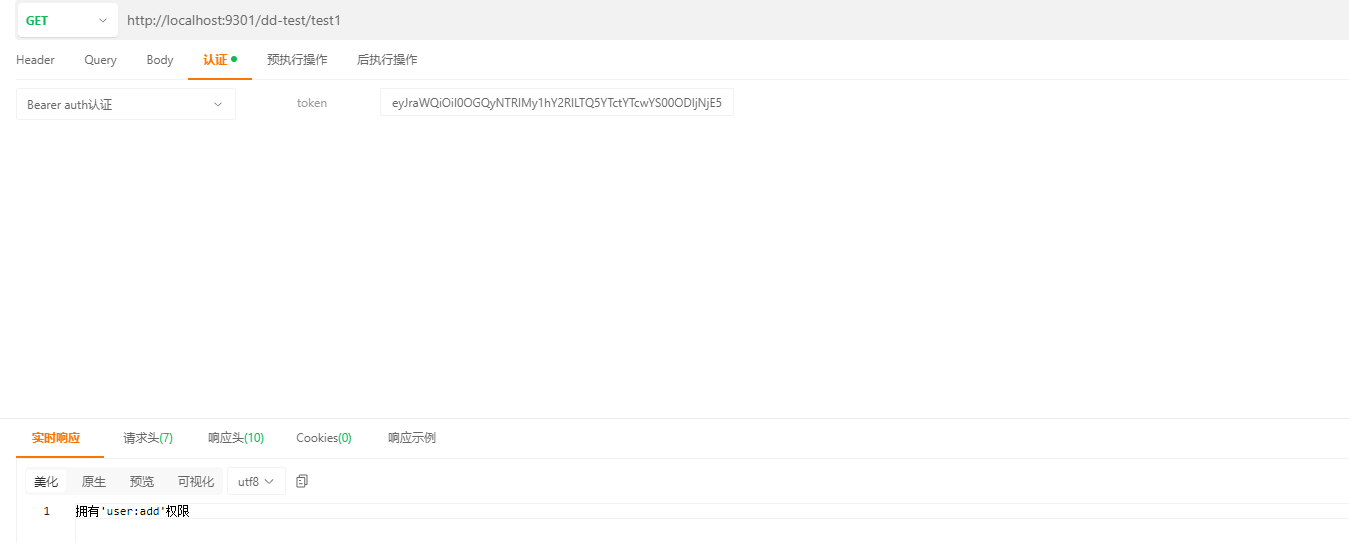 GET http://localhost:9301/dd-test/test1
Header Query Body 认证 预执行操作 后执行操作
Bearer auth认证 token eyJraWQiOiI0OGQyNTRlMy1hY2RlLTQ5YTctYTcwYS00ODljNjE5
实时响应 请求头(7) 响应头(10) Cookies(0) 响应示例
美化 原生 预览 可视化 utf8
1 拥有'user:add'权限